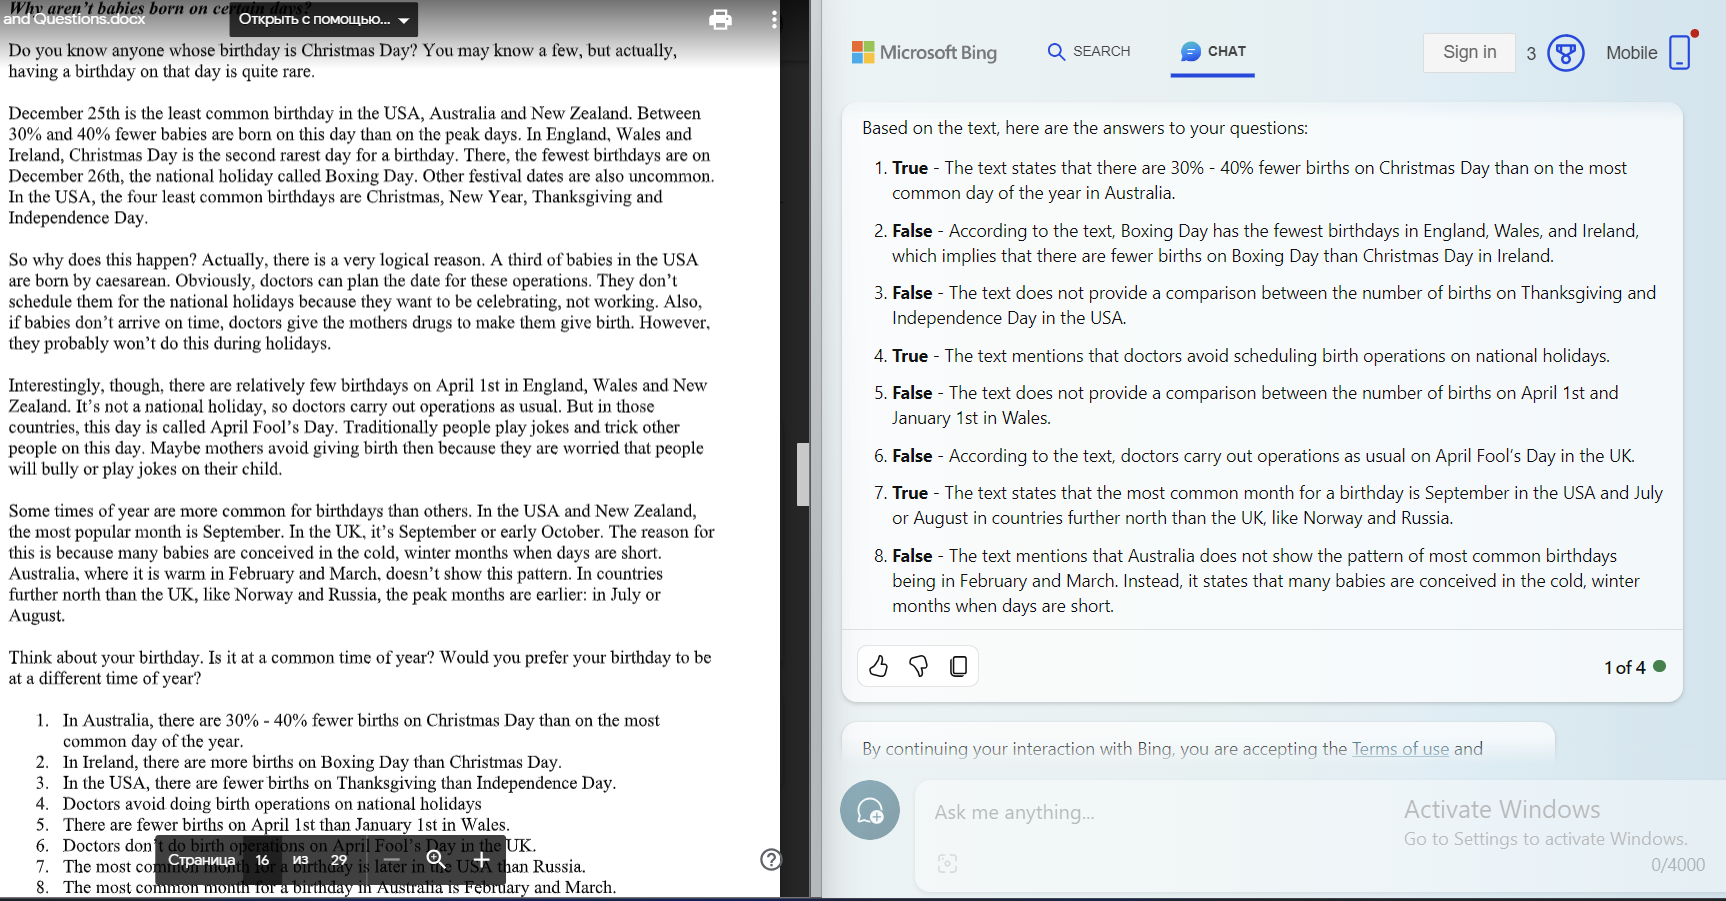 Why aren't babies born on certain days?
and Questions.docx
Открыть с помощью...
Do you know anyone whose birthday is Christmas Day? You may know a few, but actually,
having a birthday on that day is quite rare.
December 25th is the least common birthday in the USA, Australia and New Zealand. Between
30% and 40% fewer babies are born on this day than on the peak days. In England, Wales and
Ireland, Christmas Day is the second rarest day for a birthday. There, the fewest birthdays are on
December 26th, the national holiday called Boxing Day. Other festival dates are also uncommon.
In the USA, the four least common birthdays are Christmas, New Year, Thanksgiving and
Independence Day.
So why does this happen? Actually, there is a very logical reason. A third of babies in the USA
are born by caesarean. Obviously, doctors can plan the date for these operations. They don't
schedule them for the national holidays because they want to be celebrating, not working. Also,
if babies don't arrive on time, doctors give the mothers drugs to make them give birth. However,
they probably won't do this during holidays.
Interestingly, though, there are relatively few birthdays on April 1st in England, Wales and New
Zealand. It's not a national holiday, so doctors carry out operations as usual. But in those
countries, this day is called April Fool's Day. Traditionally people play jokes and trick other
people on this day. Maybe mothers avoid giving birth then because they are worried that people
will bully or play jokes on their child.
Some times of year are more common for birthdays than others. In the USA and New Zealand,
the most popular month is September. In the UK, it's September or early October. The reason for
this is because many babies are conceived in the cold, winter months when days are short.
Australia, where it is warm in February and March, doesn't show this pattern. In countries
further north than the UK, like Norway and Russia, the peak months are earlier: in July or
August.
Think about your birthday. Is it at a common time of year? Would you prefer your birthday to be
at a different time of year?
1. In Australia, there are 30% - 40% fewer births on Christmas Day than on the most
common day of the year.
2. In Ireland, there are more births on Boxing Day than Christmas Day.
3. In the USA, there are fewer births on Thanksgiving than Independence Day.
4. Doctors avoid doing birth operations on national holidays
5. There are fewer births on April 1st than January 1st in Wales.
6. Doctors don't do birth operations on April Fool's Day in the UK.
7. The most common month for a birthday is later in the USA than Russia.
8. The most common month for a birthday in Australia is February and March.
Страница 16 из 29
Microsoft Bing
SEARCH
CHAT
Sign in
3
Mobile
Based on the text, here are the answers to your questions:
1. True - The text states that there are 30% - 40% fewer births on Christmas Day than on the most
common day of the year in Australia.
2. False - According to the text, Boxing Day has the fewest birthdays in England, Wales, and Ireland,
which implies that there are fewer births on Boxing Day than Christmas Day in Ireland.
3. False - The text does not provide a comparison between the number of births on Thanksgiving and
Independence Day in the USA.
4. True - The text mentions that doctors avoid scheduling birth operations on national holidays.
5. False - The text does not provide a comparison between the number of births on April 1st and
January 1st in Wales.
6. False - According to the text, doctors carry out operations as usual on April Fool's Day in the UK.
7. True - The text states that the most common month for a birthday is September in the USA and July
or August in countries further north than the UK, like Norway and Russia.
8. False - The text mentions that Australia does not show the pattern of most common birthdays
being in February and March. Instead, it states that many babies are conceived in the cold, winter
months when days are short.
1 of 4
By continuing your interaction with Bing, you are accepting the Terms of use and
Ask me anything...
Activate Windows
Go to Settings to activate Windows.
0/4000